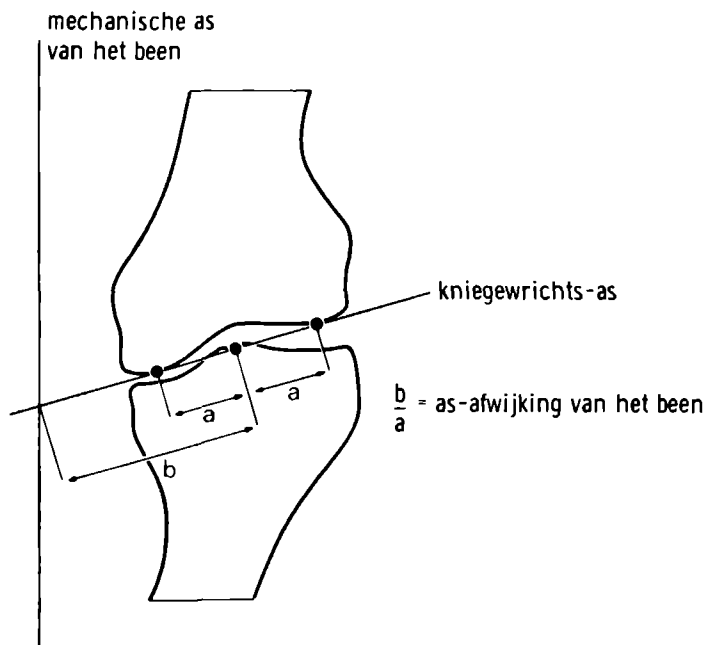 mechanische as
van het been
kniegewrichts-as
a
a
b
b/a = as-afwijking van het been